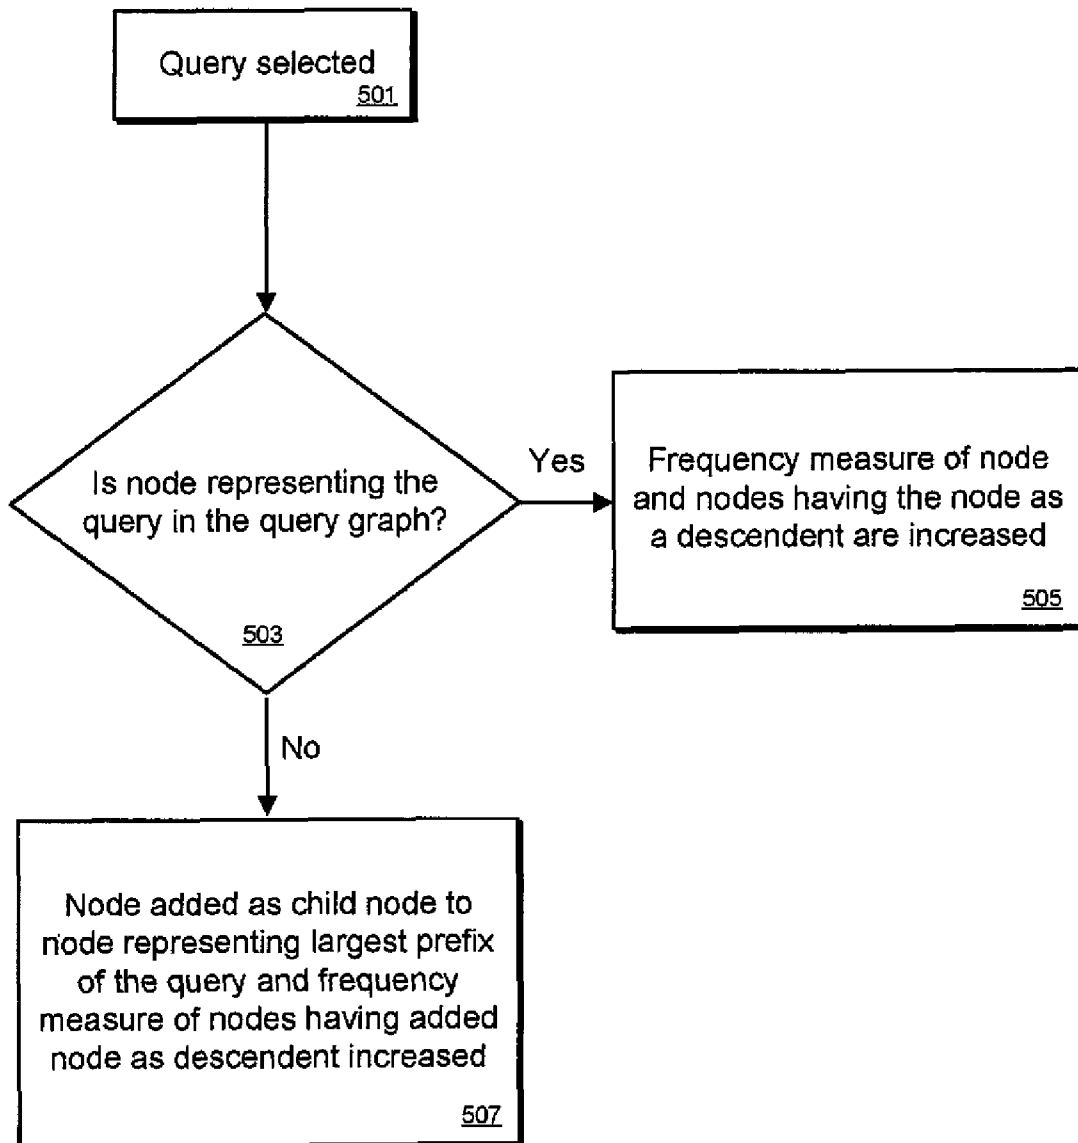 Query selected
501
Is node representing the
query in the query graph?
503
Yes
Frequency measure of node
and nodes having the node as
a descendent are increased
505
No
Node added as child node to
node representing largest prefix
of the query and frequency
measure of nodes having added
node as descendent increased
507